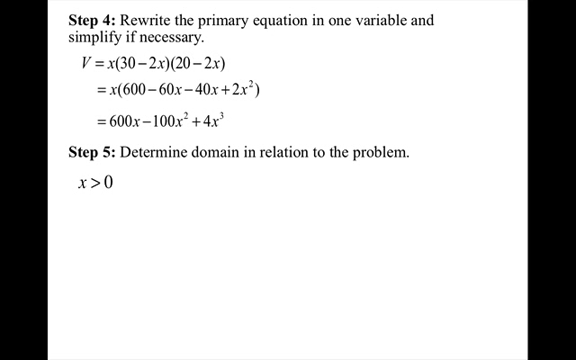 Step 4: Rewrite the primary equation in one variable and
simplify if necessary.
V = x(30 − 2x)(20 − 2x)
= x(600 − 60x − 40x + 2x²)
= 600x − 100x² + 4x³
Step 5: Determine domain in relation to the problem.
x > 0